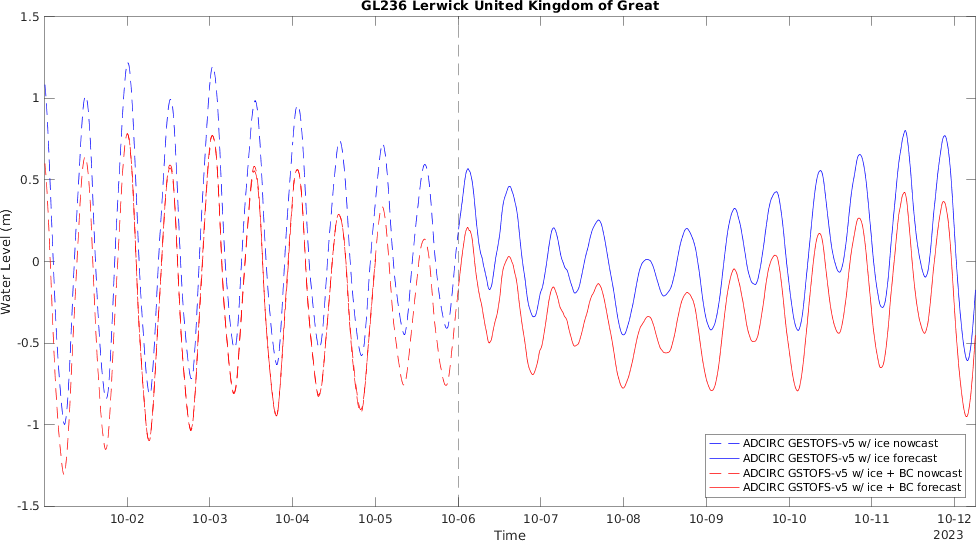 GL236 Lerwick United Kingdom of Great
1.5
1
0.5
0
-0.5
-1
-1.5
Water Level (m)
ADCIRC GESTOFS-v5 w/ ice nowcast
ADCIRC GESTOFS-v5 w/ ice forecast
ADCIRC GSTOFS-v5 w/ ice + BC nowcast
ADCIRC GSTOFS-v5 w/ ice + BC forecast
10-02 10-03 10-04 10-05 10-06 10-07 10-08 10-09 10-10 10-11 10-12
Time
2023